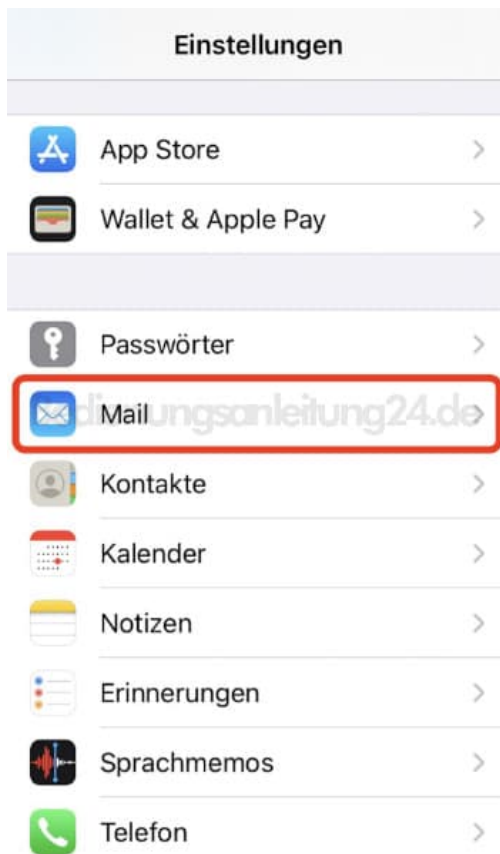 Einstellungen
App Store
Wallet & Apple Pay
Passwörter
Mail
Kontakte
Kalender
Notizen
Erinnerungen
Sprachmemos
Telefon